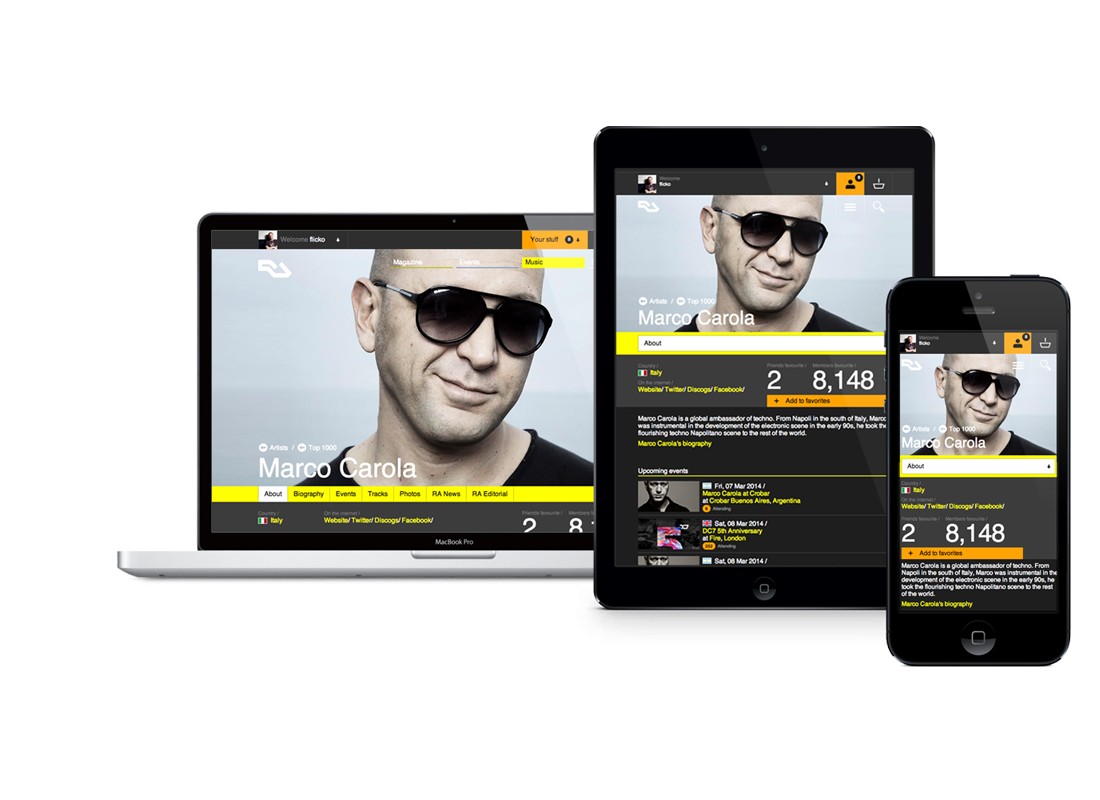 Welcome flicko
Your stuff
Magazine
Events
Music
Artists / Top 1000
Marco Carola
About
Biography
Events
Tracks
Photos
RA News
RA Editorial
Country /
Italy
On the internet /
Website/ Twitter/ Discogs/ Facebook/
Friends favourite /
2
Members f
8,1
MacBook Pro
Welcome
flicko
Artists / Top 1000
Marco Carola
About
Country /
Italy
On the internet /
Website/ Twitter/ Discogs/ Facebook/
Friends favourite /
2
Members favourite /
8,148
+ Add to favorites
Marco Carola is a global ambassador of techno. From Napoli in the south of Italy, Marco
was instrumental in the development of the electronic scene in the early 90s, he took the
flourishing techno Napolitano scene to the rest of the world.
Marco Carola's biography
Upcoming events
Fri, 07 Mar 2014 /
Marco Carola at Crobar
at Crobar Buenos Aires, Argentina
Attending
Sat, 08 Mar 2014 /
DC7 5th Anniversary
at Fire, London
202 Attending
Sat, 08 Mar 2014 /
Welcome
flicko
Artists / Top 1000
Marco Carola
About
Country /
Italy
On the internet /
Website/ Twitter/ Discogs/ Facebook/
Friends favourite /
2
Members favourite /
8,148
+ Add to favorites
Marco Carola is a global ambassador of techno. From
Napoli in the south of Italy, Marco was instrumental in the
development of the electronic scene in the early 90s, he
took the flourishing techno Napolitano scene to the rest
of the world.
Marco Carola's biography